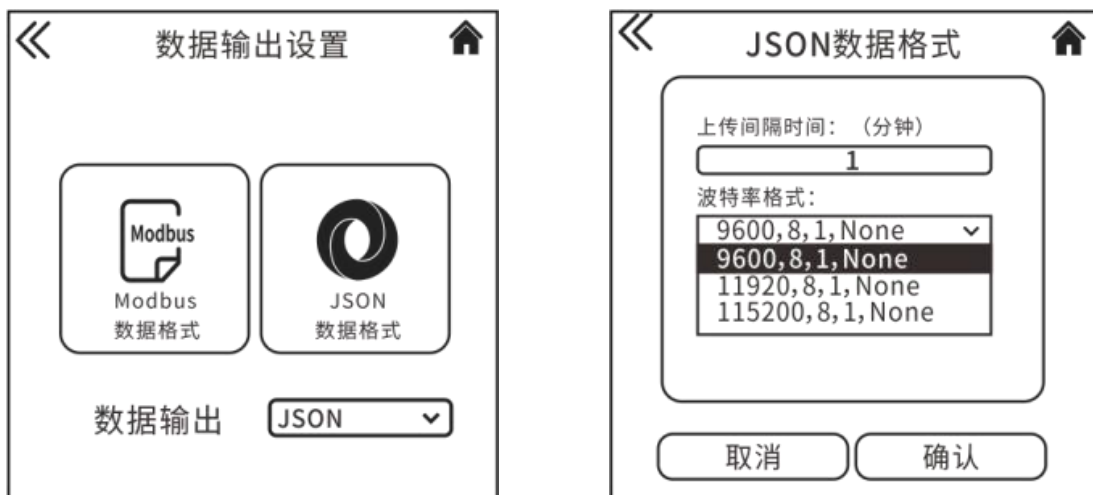 数据输出设置
Modbus
Modbus
数据格式
JSON
数据格式
数据输出
JSON
JSON数据格式
上传间隔时间：（分钟）
1
波特率格式：
9600,8,1,None
9600,8,1,None
11920,8,1,None
115200,8,1,None
取消
确认